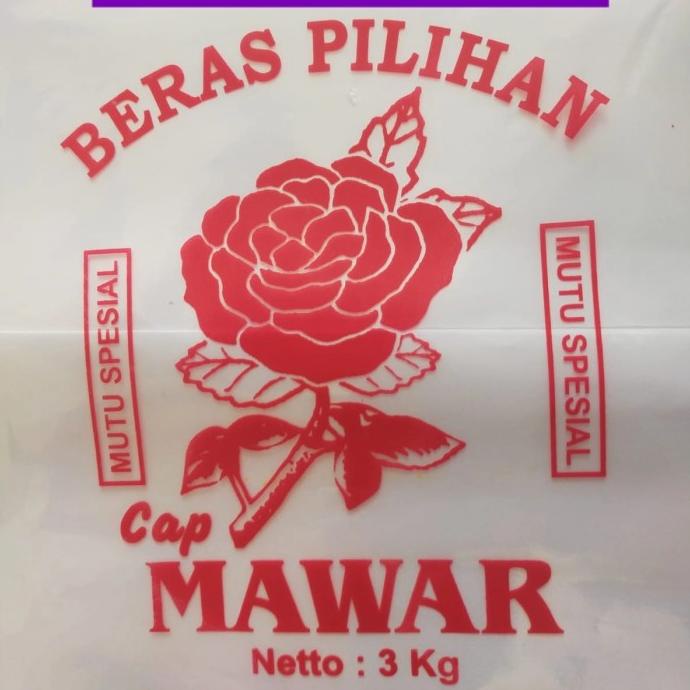 BERAS PILIHAN
MUTU SPESIAL
MUTU SPESIAL
Cap
MAWAR
Netto : 3 Kg